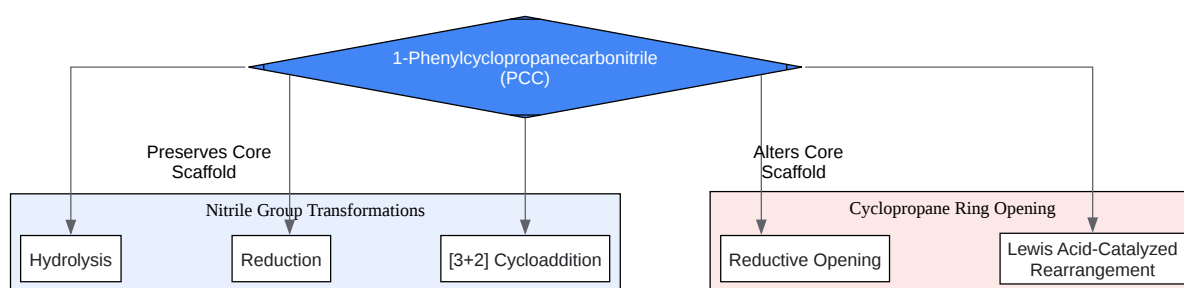 1-Phenylcyclopropanecarbonitrile
(PCC)
Preserves Core
Scaffold
Alters Core
Scaffold
Nitrile Group Transformations
Cyclopropane Ring Opening
Hydrolysis
Reduction
[3+2] Cycloaddition
Reductive Opening
Lewis Acid-Catalyzed
Rearrangement